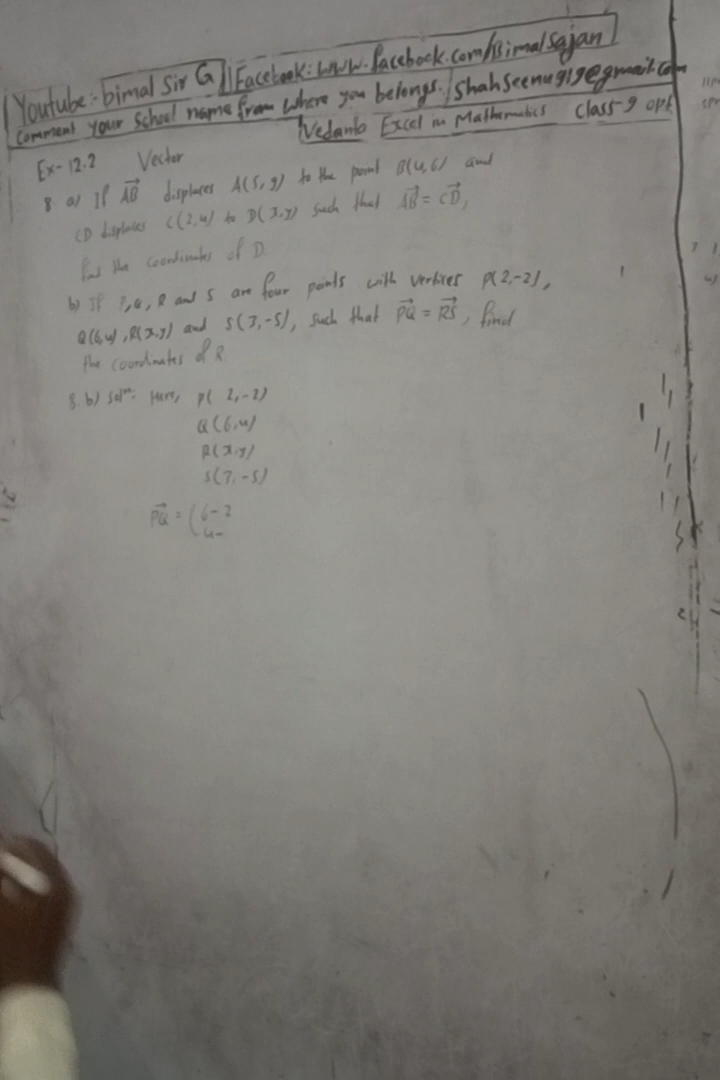 Youtube:- bimal Sir G Facebook: www.facebook.com/Bimalsajan
Comment your School name from where you belongs. Shahseenu919@gmail.com
Vedanta Excel in Mathematics class-9 opt
Ex-12.2 Vector
8 a) If AB displaces A(5,9) to the point B(4,6) and
CD displaces C(2,4) to D(x,y) such that AB = CD,
find the coordinates of D.
b) If P,Q,R and S are four points with vertices P(2,-2),
Q(6,4), R(x,y) and S(7,-5), such that PQ = RS, find
the coordinates of R.
8. b) Solⁿ: Here, P( 2,-2)
Q(6,4)
R(x,y)
S(7,-5)
PQ = (6-2
4-